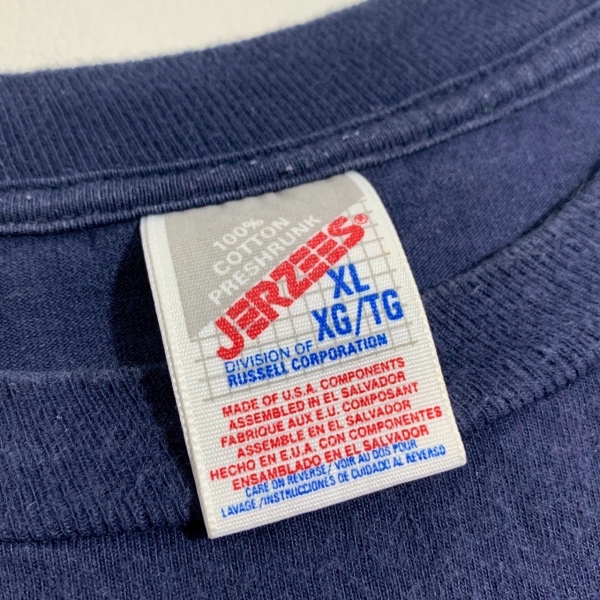 100%
COTTON
PRESHRUNK
JERZEES®
XL
XG/TG
DIVISION OF
RUSSELL CORPORATION
MADE OF U.S.A. COMPONENTS
ASSEMBLED IN EL SALVADOR
FABRIQUE AUX E.U. COMPOSANT
ASSEMBLE EN EL SALVADOR
HECHO EN E.U.A. CON COMPONENTES
ENSAMBLADO EN EL SALVADOR
CARE ON REVERSE/VOIR AU DOS POUR
LAVAGE/INSTRUCCIONES DE CUIDADO AL REVERSO